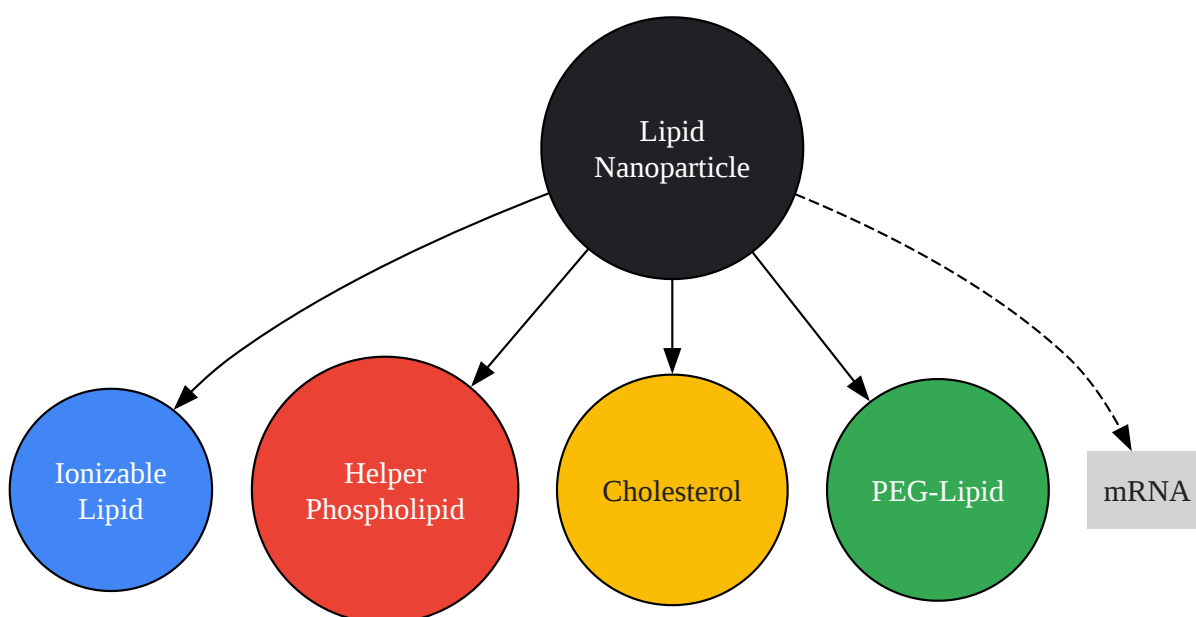 Lipid
Nanoparticle
Ionizable
Lipid
Helper
Phospholipid
Cholesterol
PEG-Lipid
mRNA